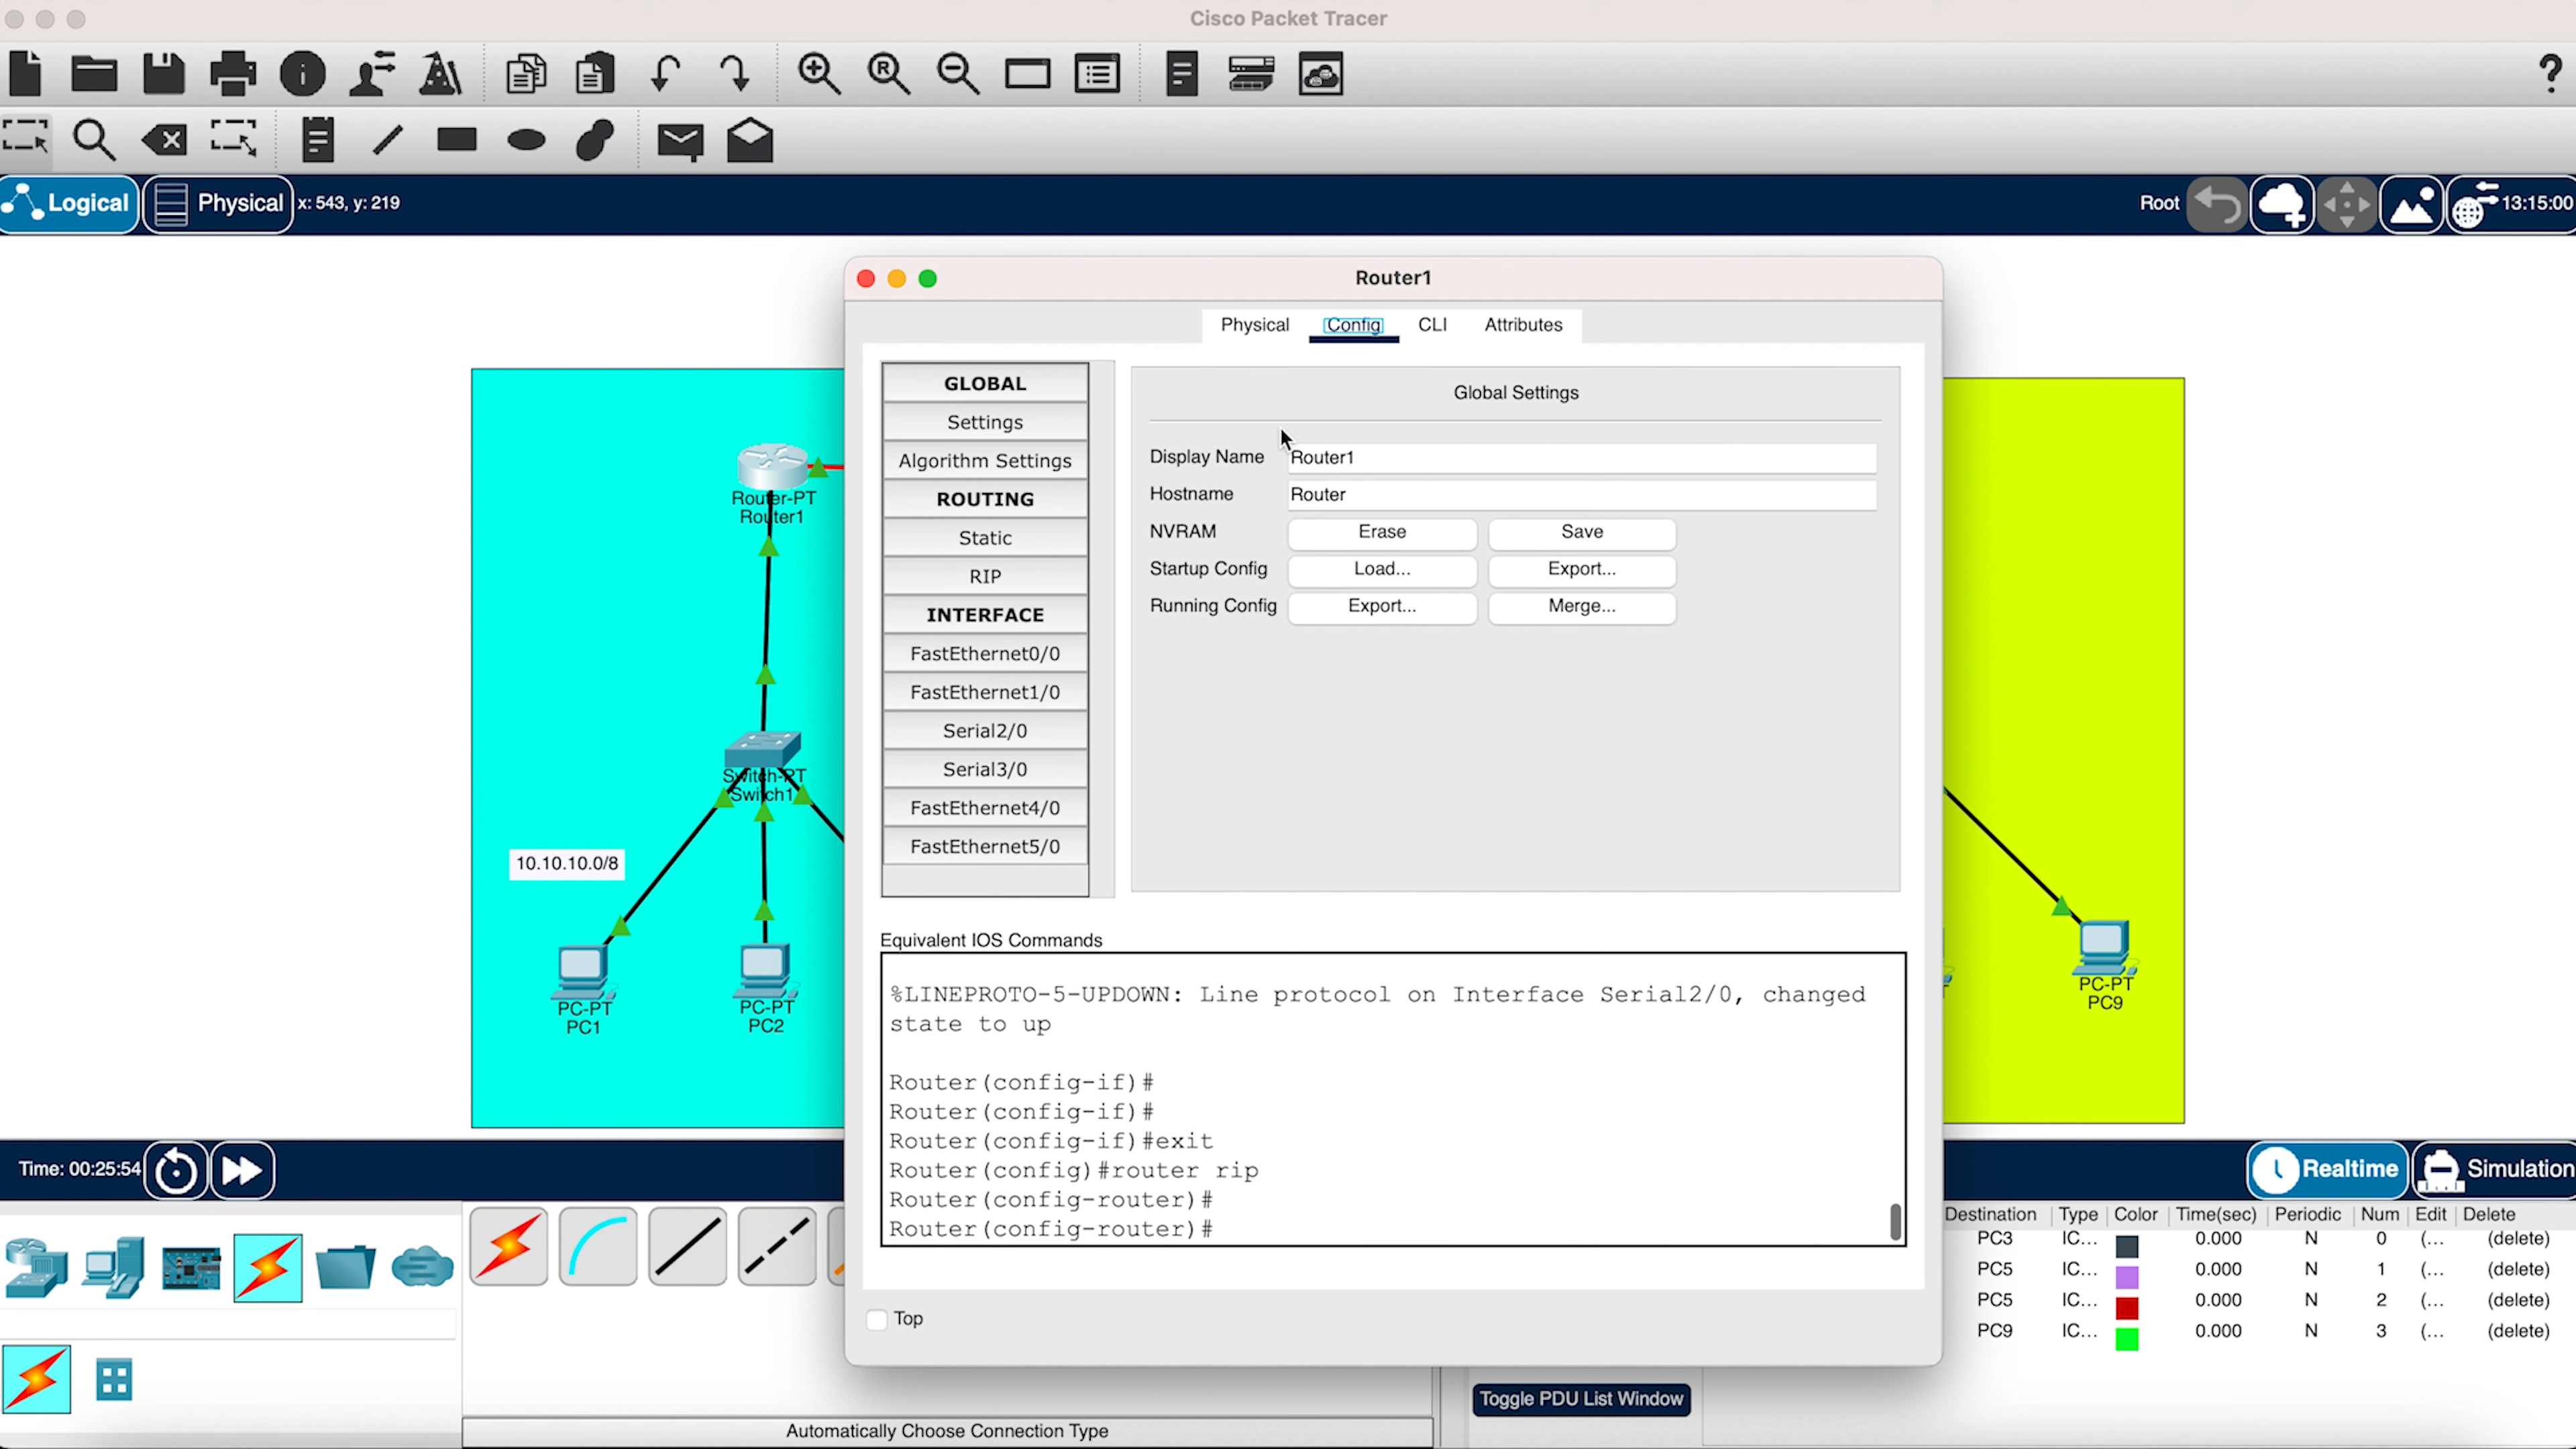 Cisco Packet Tracer
Logical
Physical
x: 543, y: 219
Root
13:15:00
Router1
Physical
Config
CLI
Attributes
GLOBAL
Settings
Algorithm Settings
ROUTING
Static
RIP
INTERFACE
FastEthernet0/0
FastEthernet1/0
Serial2/0
Serial3/0
FastEthernet4/0
FastEthernet5/0
Global Settings
Display Name Router1
Hostname Router
NVRAM Erase Save
Startup Config Load... Export...
Running Config Export... Merge...
Equivalent IOS Commands
%LINEPROTO-5-UPDOWN: Line protocol on Interface Serial2/0, changed
state to up
Router(config-if)#
Router(config-if)#
Router(config-if)#exit
Router(config)#router rip
Router(config-router)#
Router(config-router)#
Top
Router-PT
Router1
Switch-PT
Switch1
10.10.10.0/8
PC-PT
PC1
PC-PT
PC2
PC-PT
PC9
Time: 00:25:54
Realtime
Simulation
Destination Type Color Time(sec) Periodic Num Edit Delete
PC3 IC... 0.000 N 0 (... (delete)
PC5 IC... 0.000 N 1 (... (delete)
PC5 IC... 0.000 N 2 (... (delete)
PC9 IC... 0.000 N 3 (... (delete)
Toggle PDU List Window
Automatically Choose Connection Type